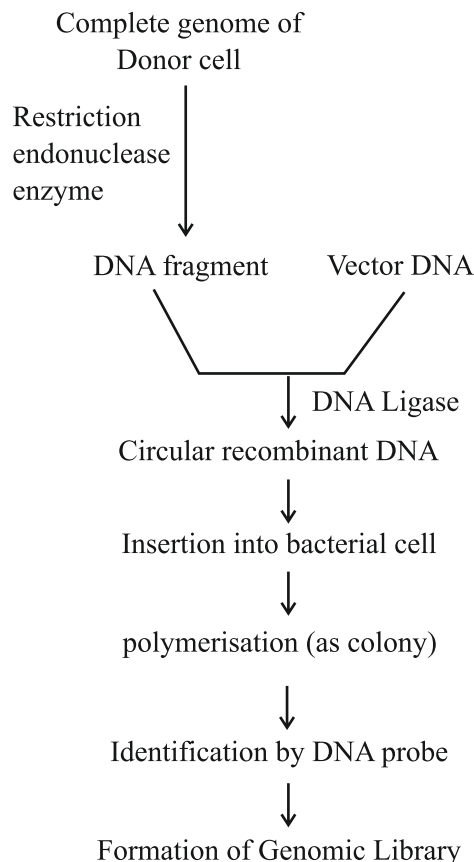 Complete genome of
Donor cell
Restriction
endonuclease
enzyme
DNA fragment
Vector DNA
DNA Ligase
Circular recombinant DNA
Insertion into bacterial cell
polymerisation (as colony)
Identification by DNA probe
Formation of Genomic Library